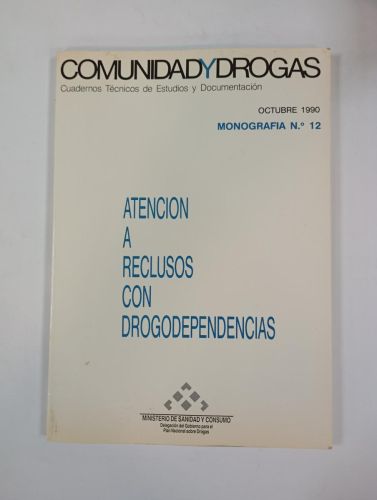 COMUNIDADYDROGAS
Cuadernos Técnicos de Estudios y Documentación
OCTUBRE 1990
MONOGRAFIA N.º 12
ATENCION
A
RECLUSOS
CON
DROGODEPENDENCIAS
MINISTERIO DE SANIDAD Y CONSUMO
Delegación del Gobierno para el
Plan Nacional sobre Drogas